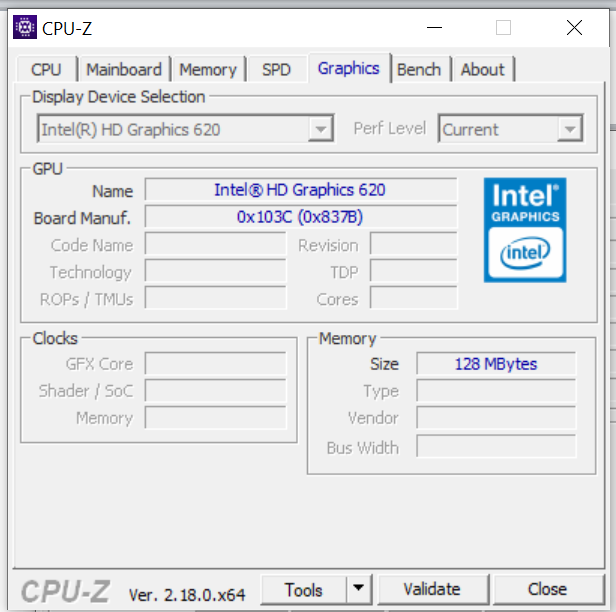 CPU-Z
CPU Mainboard Memory SPD Graphics Bench About
Display Device Selection
Intel(R) HD Graphics 620 Perf Level Current
GPU
Name Intel® HD Graphics 620
Board Manuf. 0x103C (0x837B)
Code Name Revision
Technology TDP
ROPs / TMUs Cores
intel® GRAPHICS
intel)
Clocks
GFX Core
Shader / SoC
Memory
Memory
Size 128 MBytes
Type
Vendor
Bus Width
CPU-Z Ver. 2.18.0.x64 Tools Validate Close